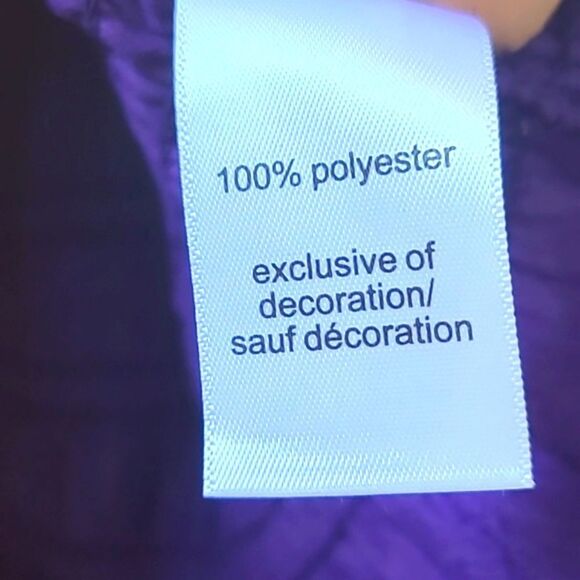 100% polyester
exclusive of
decoration/
sauf décoration